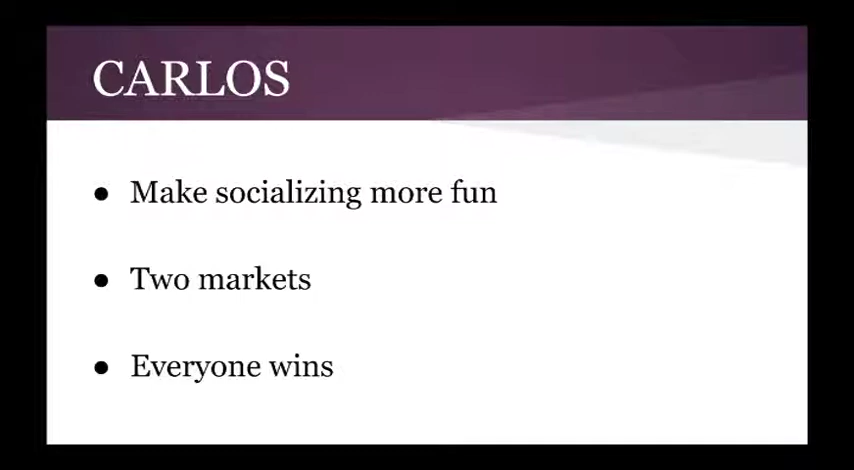 CARLOS
● Make socializing more fun
● Two markets
● Everyone wins